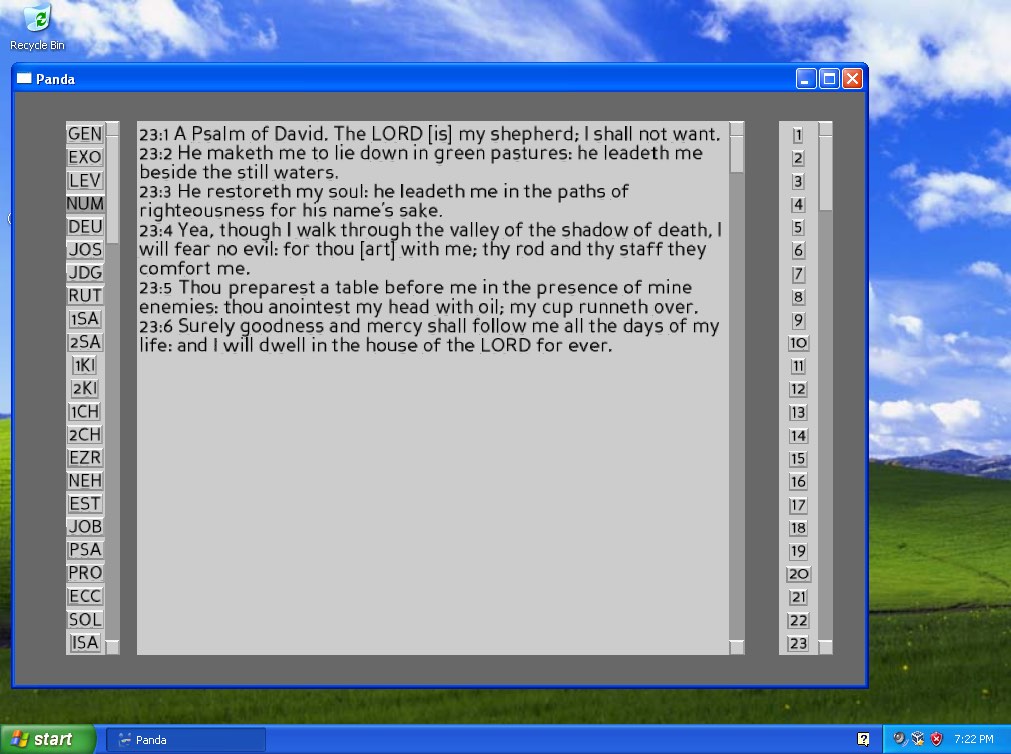 Recycle Bin
Panda
GEN
EXO
LEV
NUM
DEU
JOS
JDG
RUT
1SA
2SA
1KI
2KI
1CH
2CH
EZR
NEH
EST
JOB
PSA
PRO
ECC
SOL
ISA
23:1 A Psalm of David. The LORD [is] my shepherd; I shall not want.
23:2 He maketh me to lie down in green pastures: he leadeth me
beside the still waters.
23:3 He restoreth my soul: he leadeth me in the paths of
righteousness for his name's sake.
23:4 Yea, though I walk through the valley of the shadow of death, I
will fear no evil: for thou [art] with me; thy rod and thy staff they
comfort me.
23:5 Thou preparest a table before me in the presence of mine
enemies: thou anointest my head with oil; my cup runneth over.
23:6 Surely goodness and mercy shall follow me all the days of my
life: and I will dwell in the house of the LORD for ever.
1
2
3
4
5
6
7
8
9
10
11
12
13
14
15
16
17
18
19
20
21
22
23
start
Panda
?
7:22 PM